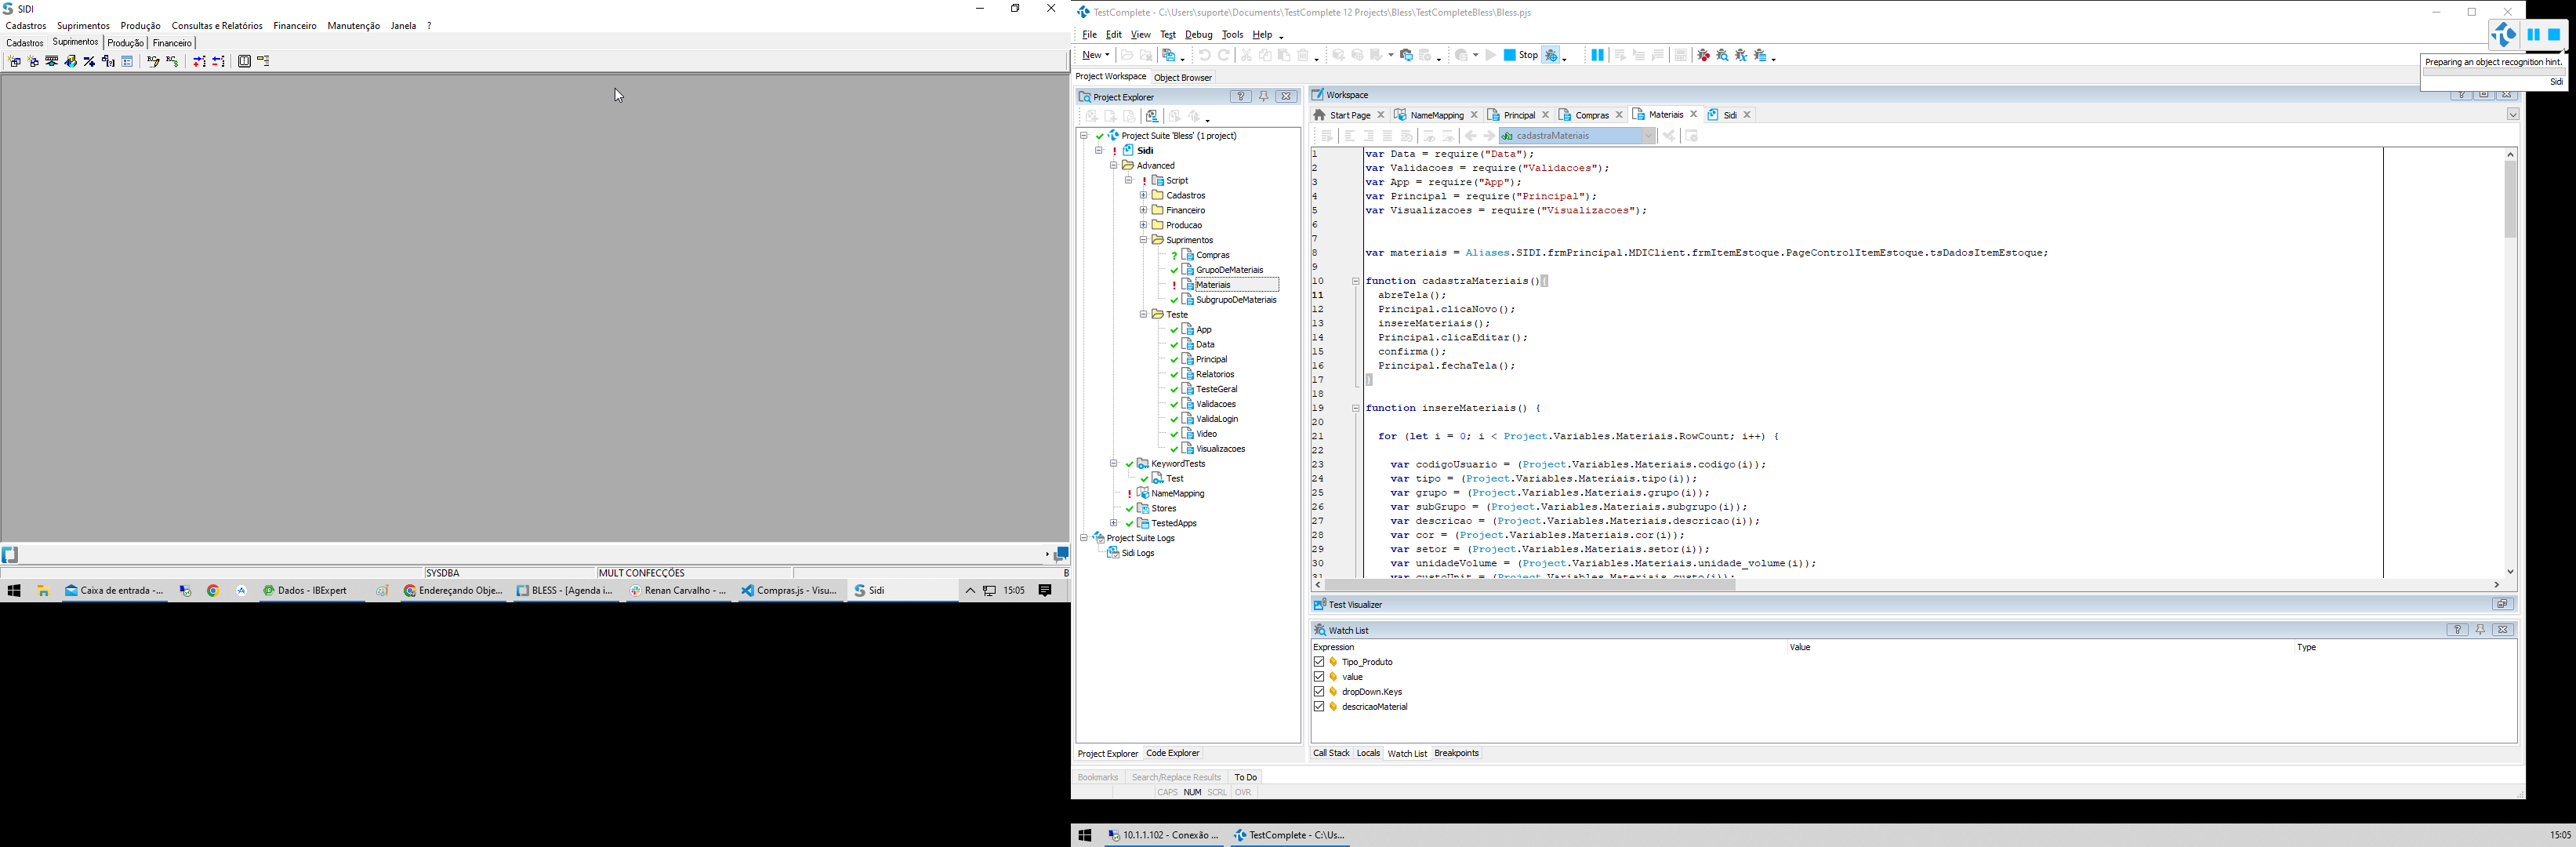 SIDI
Cadastros Suprimentos Produção Consultas e Relatórios Financeiro Manutenção Janela ?
Cadastros Suprimentos Produção Financeiro
SYSDBA MULT CONFECÇÕES B
Caixa de entrada -... Dados - IBExpert Endereçando Obje... BLESS - [Agenda i... Renan Carvalho - ... Compras.js - Visu... Sidi 15:05
TestComplete - C:\Users\suporte\Documents\TestComplete 12 Projects\Bless\TestCompleteBless\Bless.pjs
File Edit View Test Debug Tools Help
New Stop
Preparing an object recognition hint.
Sidi
Project Workspace Object Browser
Project Explorer
Project Suite 'Bless' (1 project)
Sidi
Advanced
Script
Cadastros
Financeiro
Producao
Suprimentos
Compras
GrupoDeMateriais
Materiais
SubgrupoDeMateriais
Teste
App
Data
Principal
Relatorios
TesteGeral
Validacoes
ValidaLogin
Video
Visualizacoes
KeywordTests
Test
NameMapping
Stores
TestedApps
Project Suite Logs
Sidi Logs
Project Explorer Code Explorer
Workspace
Start Page NameMapping Principal Compras Materiais Sidi
cadastraMateriais
1 var Data = require("Data");
2 var Validacoes = require("Validacoes");
3 var App = require("App");
4 var Principal = require("Principal");
5 var Visualizacoes = require("Visualizacoes");
6
7
8 var materiais = Aliases.SIDI.frmPrincipal.MDIClient.frmItemEstoque.PageControlItemEstoque.tsDadosItemEstoque;
9
10 function cadastraMateriais(){
11 abreTela();
12 Principal.clicaNovo();
13 insereMateriais();
14 Principal.clicaEditar();
15 confirma();
16 Principal.fechaTela();
17 }
18
19 function insereMateriais() {
20
21 for (let i = 0; i < Project.Variables.Materiais.RowCount; i++) {
22
23 var codigoUsuario = (Project.Variables.Materiais.codigo(i));
24 var tipo = (Project.Variables.Materiais.tipo(i));
25 var grupo = (Project.Variables.Materiais.grupo(i));
26 var subGrupo = (Project.Variables.Materiais.subgrupo(i));
27 var descricao = (Project.Variables.Materiais.descricao(i));
28 var cor = (Project.Variables.Materiais.cor(i));
29 var setor = (Project.Variables.Materiais.setor(i));
30 var unidadeVolume = (Project.Variables.Materiais.unidade_volume(i));
31 var custoUnit = (Project.Variables.Materiais.custo(i));
Test Visualizer
Watch List
Expression Value Type
Tipo_Produto
value
dropDown.Keys
descricaoMaterial
Call Stack Locals Watch List Breakpoints
Bookmarks Search/Replace Results To Do
CAPS NUM SCRL OVR
10.1.1.102 - Conexão ... TestComplete - C:\Us... 15:05